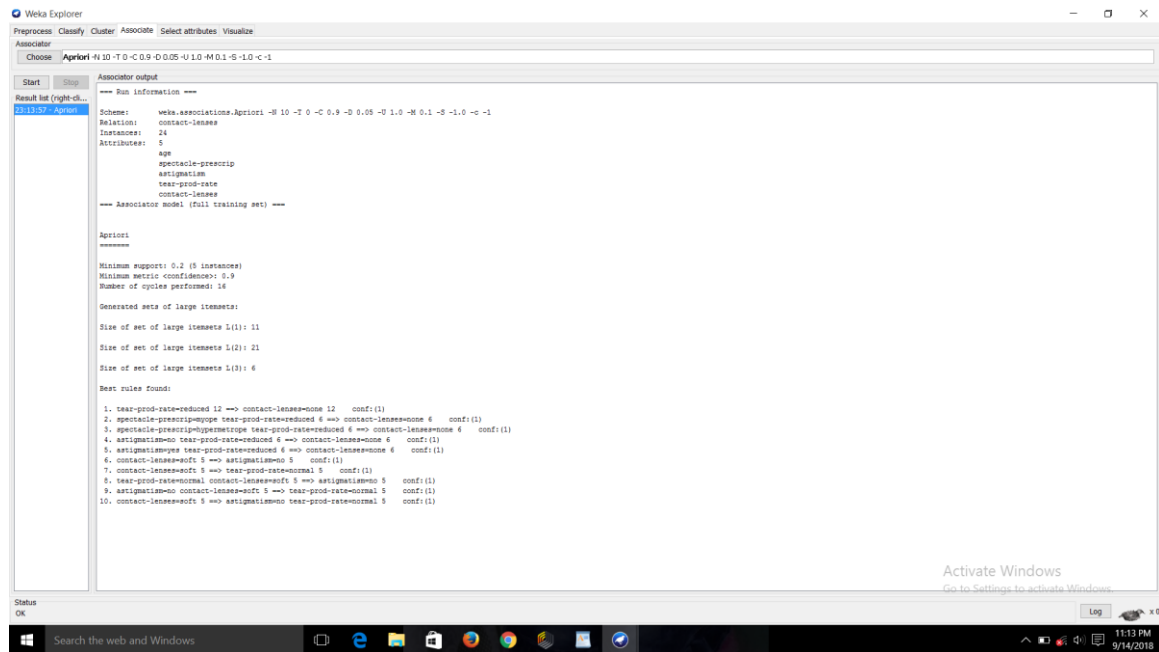 Weka Explorer
Preprocess Classify Cluster Associate Select attributes Visualize
Associator
Choose Apriori -N 10 -T 0 -C 0.9 -D 0.05 -U 1.0 -M 0.1 -S -1.0 -c -1
Start Stop
Result list (right-cli...
23:13:57 - Apriori
Associator output
=== Run information ===
Scheme: weka.associations.Apriori -N 10 -T 0 -C 0.9 -D 0.05 -U 1.0 -M 0.1 -S -1.0 -c -1
Relation: contact-lenses
Instances: 24
Attributes: 5
age
spectacle-prescrip
astigmatism
tear-prod-rate
contact-lenses
=== Associator model (full training set) ===
Apriori
=======
Minimum support: 0.2 (5 instances)
Minimum metric <confidence>: 0.9
Number of cycles performed: 16
Generated sets of large itemsets:
Size of set of large itemsets L(1): 11
Size of set of large itemsets L(2): 21
Size of set of large itemsets L(3): 6
Best rules found:
1. tear-prod-rate=reduced 12 ==> contact-lenses=none 12 conf:(1)
2. spectacle-prescrip=myope tear-prod-rate=reduced 6 ==> contact-lenses=none 6 conf:(1)
3. spectacle-prescrip=hypermetrope tear-prod-rate=reduced 6 ==> contact-lenses=none 6 conf:(1)
4. astigmatism=no tear-prod-rate=reduced 6 ==> contact-lenses=none 6 conf:(1)
5. astigmatism=yes tear-prod-rate=reduced 6 ==> contact-lenses=none 6 conf:(1)
6. contact-lenses=soft 5 ==> astigmatism=no 5 conf:(1)
7. contact-lenses=soft 5 ==> tear-prod-rate=normal 5 conf:(1)
8. tear-prod-rate=normal contact-lenses=soft 5 ==> astigmatism=no 5 conf:(1)
9. astigmatism=no contact-lenses=soft 5 ==> tear-prod-rate=normal 5 conf:(1)
10. contact-lenses=soft 5 ==> astigmatism=no tear-prod-rate=normal 5 conf:(1)
Activate Windows
Go to Settings to activate Windows.
Status
OK
Log x 0
Search the web and Windows
11:13 PM
9/14/2018